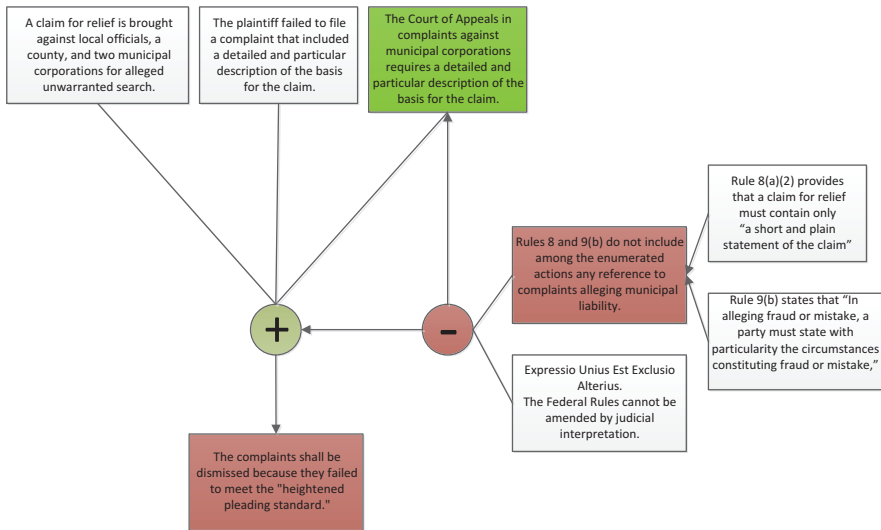 A claim for relief is brought
against local officials, a
county, and two municipal
corporations for alleged
unwarranted search.
The plaintiff failed to file
a complaint that included
a detailed and particular
description of the basis
for the claim.
The Court of Appeals in
complaints against
municipal corporations
requires a detailed and
particular description of the
basis for the claim.
Rule 8(a)(2) provides
that a claim for relief
must contain only
“a short and plain
statement of the claim”
Rules 8 and 9(b) do not include
among the enumerated
actions any reference to
complaints alleging municipal
liability.
Rule 9(b) states that “In
alleging fraud or mistake, a
party must state with
particularity the circumstances
constituting fraud or mistake,”
+
-
Expressio Unius Est Exclusio
Alterius.
The Federal Rules cannot be
amended by judicial
interpretation.
The complaints shall be
dismissed because they failed
to meet the "heightened
pleading standard."